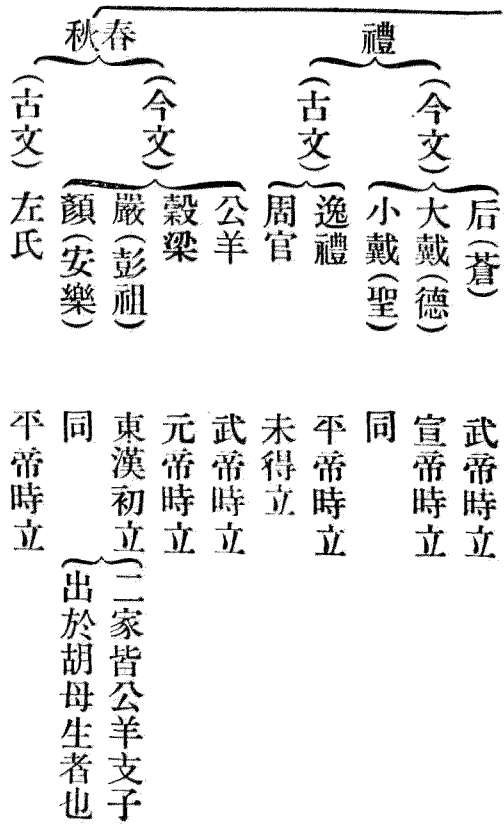 禮
（今文）
后（蒼）　武帝時立
大戴（德）　宣帝時立
小戴（聖）　同
（古文）
逸禮　平帝時立
周官　未得立
春秋
（今文）
公羊　武帝時立
穀梁　元帝時立
嚴（彭祖）　東漢初立
顏（安樂）　同
二家皆公羊支子
出於胡母生者也
（古文）
左氏　平帝時立